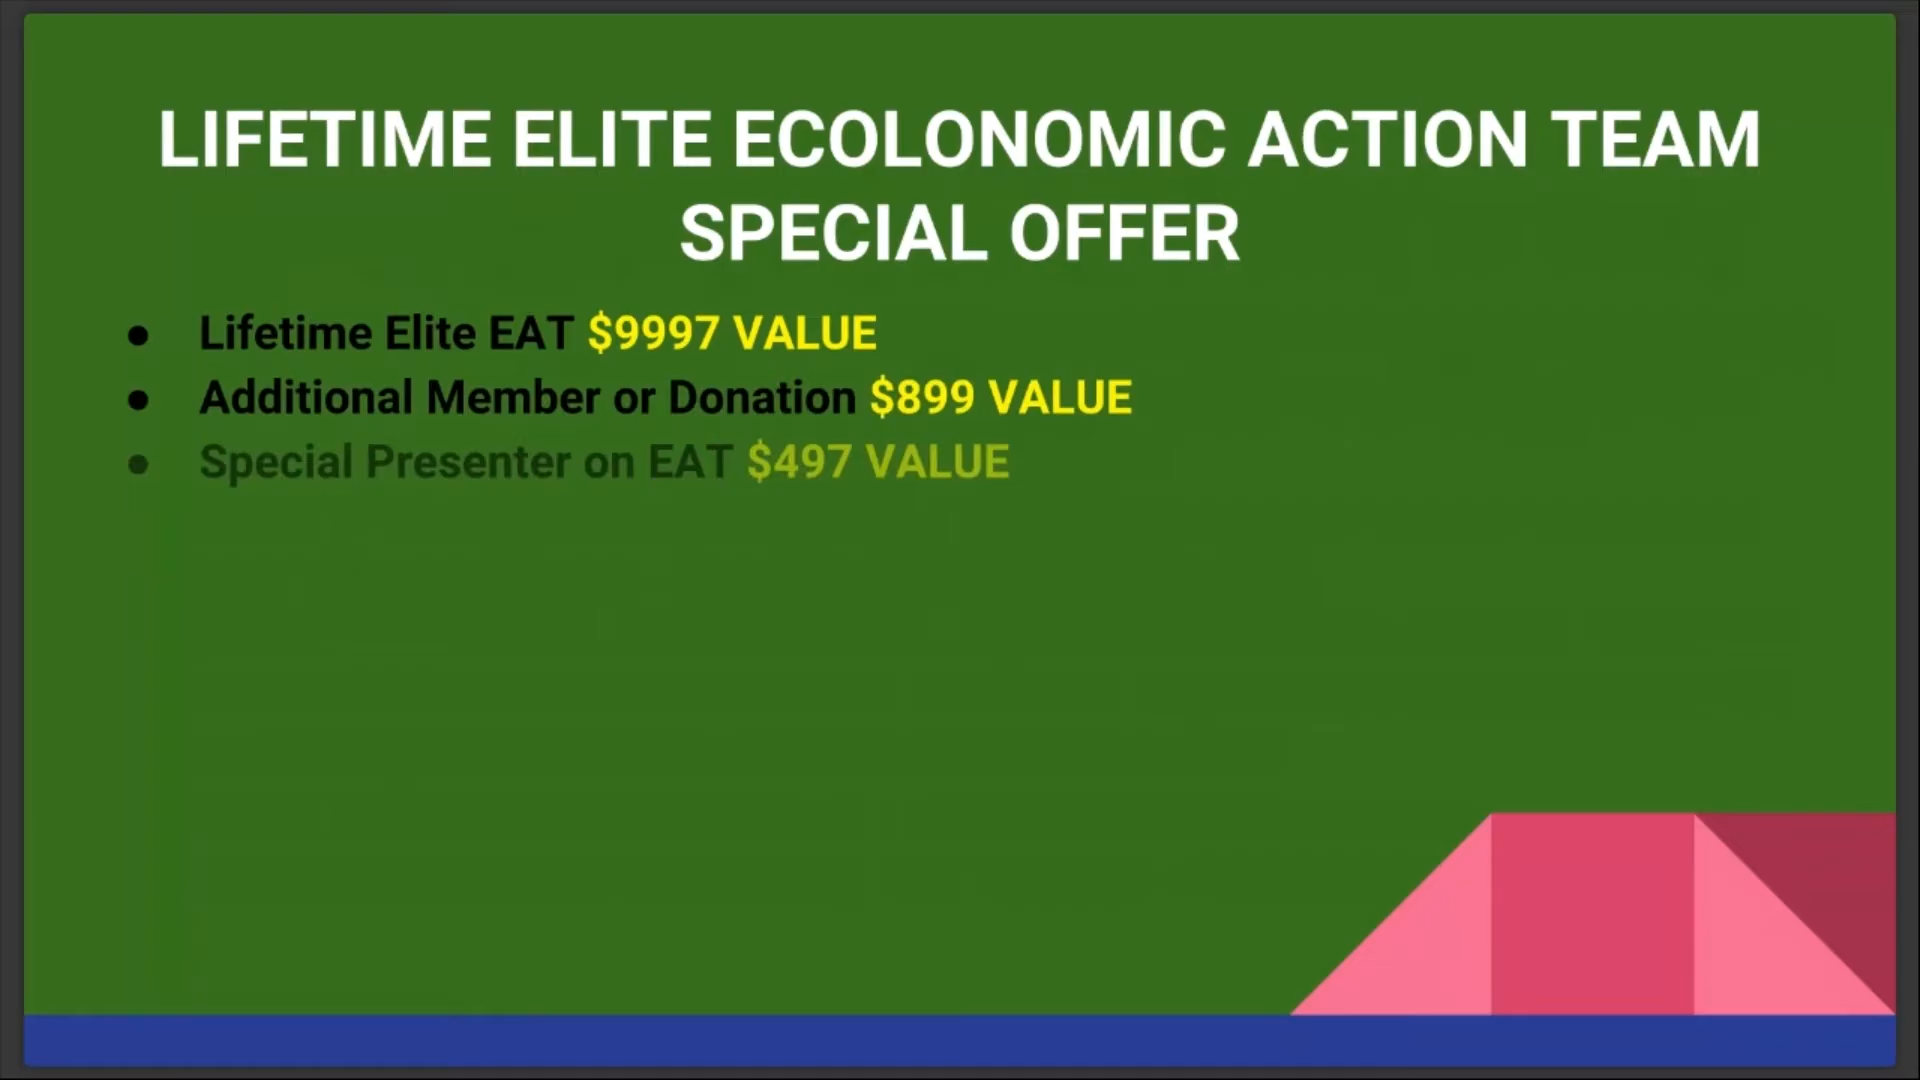 LIFETIME ELITE ECOLONOMIC ACTION TEAM
SPECIAL OFFER
● Lifetime Elite EAT $9997 VALUE
● Additional Member or Donation $899 VALUE
● Special Presenter on EAT $497 VALUE